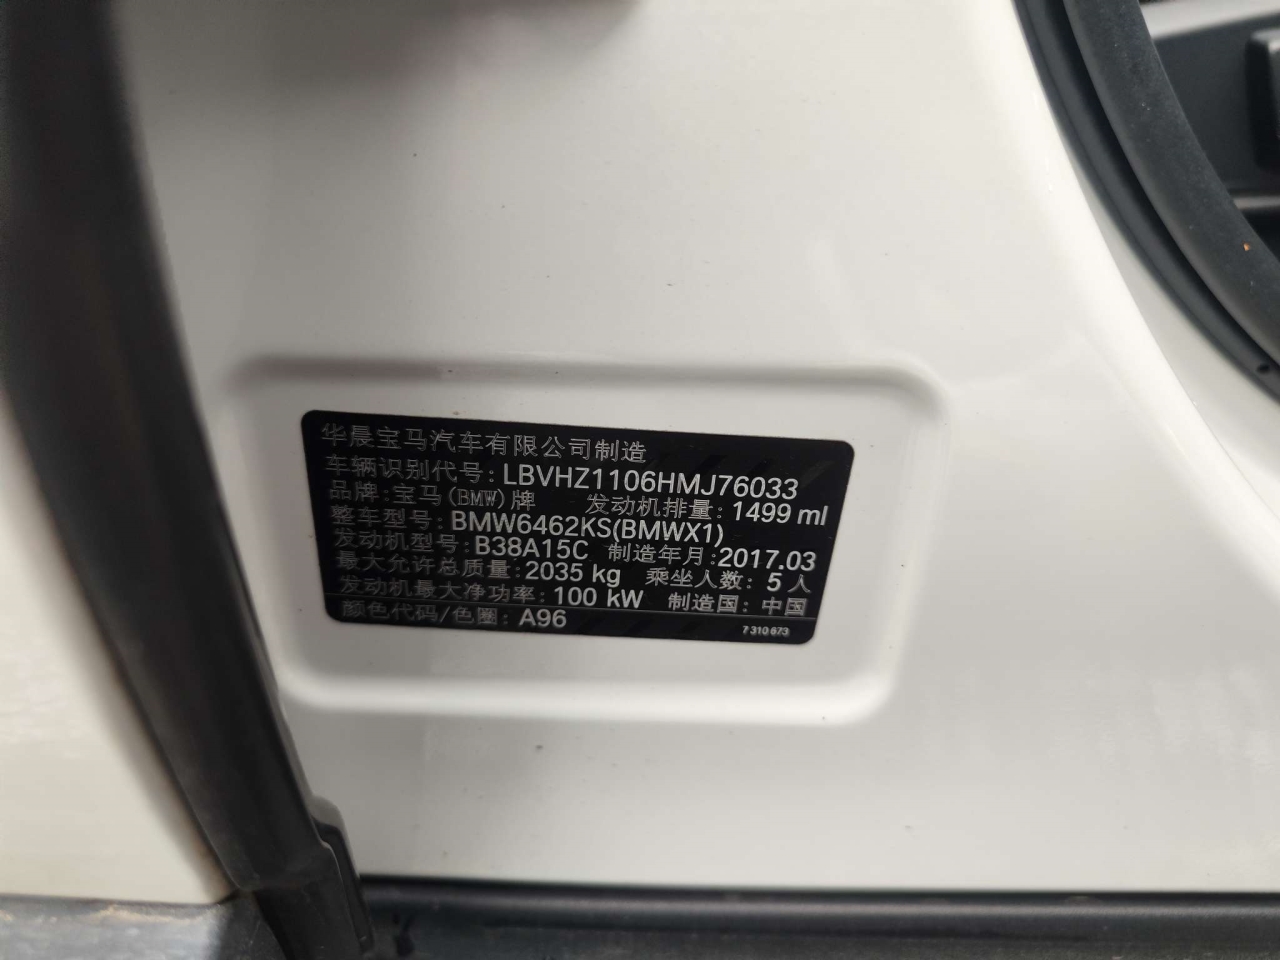 华晨宝马汽车有限公司制造
车辆识别代号: LBVHZ1106HMJ76033
品牌: 宝马(BMW)牌 发动机排量: 1499 ml
整车型号: BMW6462KS(BMWX1)
发动机型号: B38A15C 制造年月: 2017.03
最大允许总质量: 2035 kg 乘坐人数: 5人
发动机最大净功率: 100 kW 制造国: 中国
颜色代码/色圈: A96 7310673